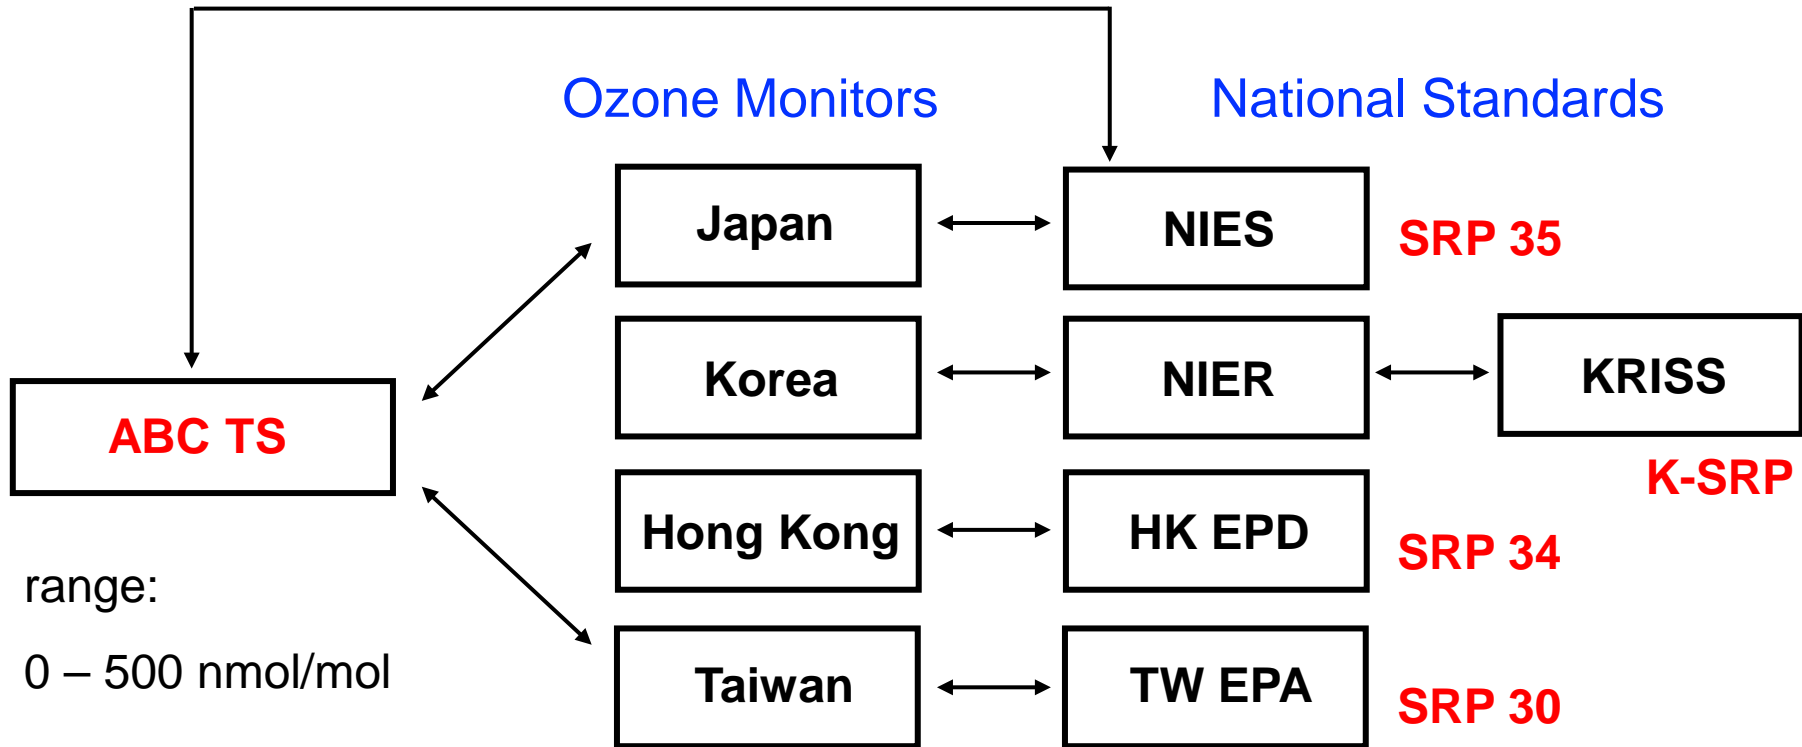 Ozone Monitors
National Standards
Japan
NIES
SRP 35
Korea
NIER
KRISS
ABC TS
K-SRP
Hong Kong
HK EPD
SRP 34
range:
0 – 500 nmol/mol
Taiwan
TW EPA
SRP 30